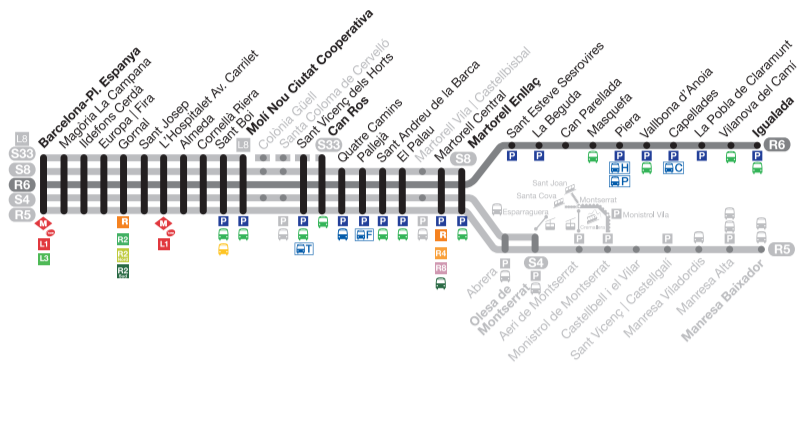 L8
S33
S8
R6
S4
R5
Barcelona-Pl. Espanya
Magòria La Campana
Ildefons Cerdà
Europa | Fira
Gornal
Sant Josep
L'Hospitalet Av. Carrilet
Almeda
Cornellà Riera
Sant Boi
Molí Nou Ciutat Cooperativa
L8
Colònia Güell
Santa Coloma de Cervelló
Sant Vicenç dels Horts
Can Ros
S33
Quatre Camins
Pallejà
Sant Andreu de la Barca
El Palau
Martorell Vila | Castellbisbal
Martorell Central
Martorell Enllaç
S8
Sant Esteve Sesrovires
La Beguda
Can Parellada
Masquefa
Piera
Vallbona d'Anoia
Capellades
La Pobla de Claramunt
Vilanova del Camí
Igualada
R6
M
L1
L3
R
R2
R2
R2
M
L1
P
P
P
P
T
P
P
F
P
P
P
P
R
R4
R8
P
P
P
P
H
P
P
P
C
P
P
Sant Joan
Santa Cova
Montserrat
Esparreguera
Cremallera
P Monistrol Vila
R5
S4
Abrera
Olesa de
Montserrat
Aeri de Montserrat
Monistrol de Montserrat
Castellbell i el Vilar
Sant Vicenç | Castellgalí
Manresa Viladordis
Manresa Alta
Manresa Baixador
P
P
P
P
P
P